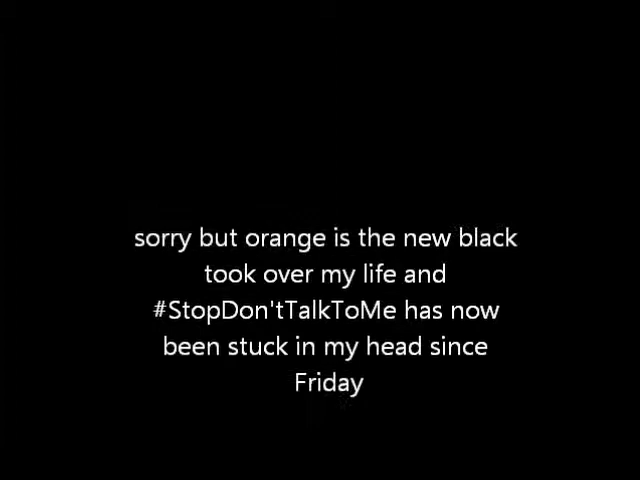 sorry but orange is the new black
took over my life and
#StopDon'tTalkToMe has now
been stuck in my head since
Friday